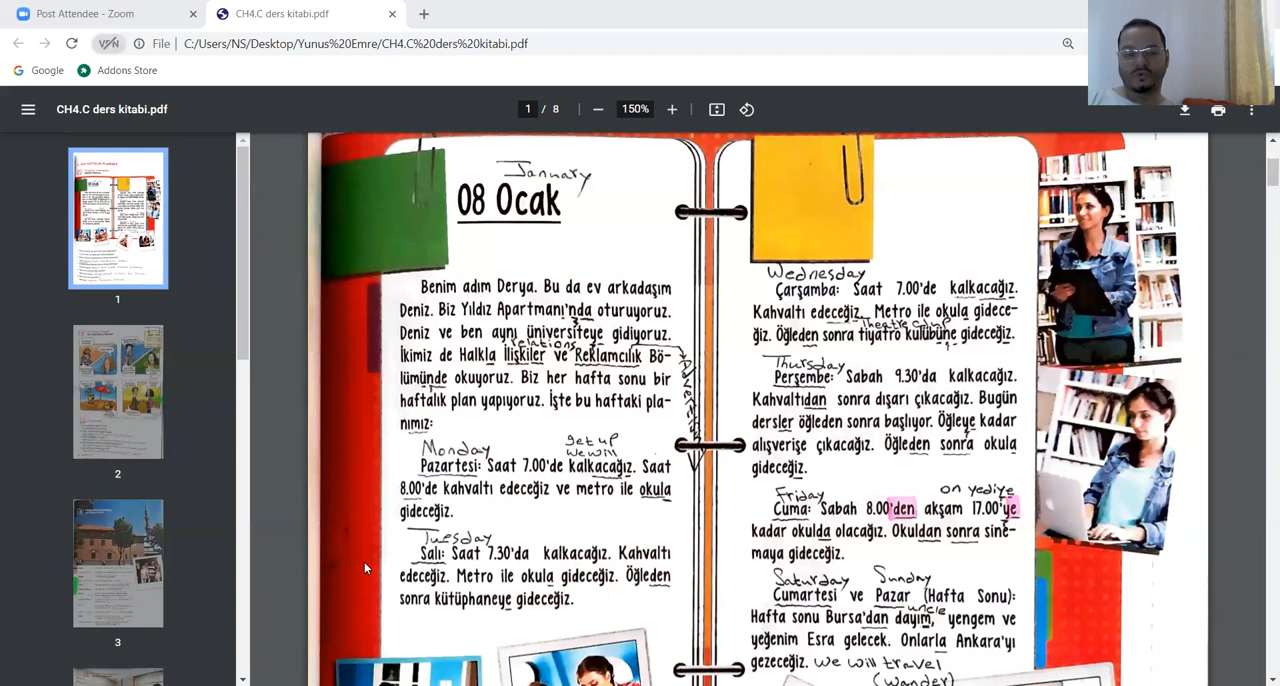 Post Attendee - Zoom
CH4.C ders kitabi.pdf
VPN
File
C:/Users/NS/Desktop/Yunus%20Emre/CH4.C%20ders%20kitabi.pdf
Google
Addons Store
CH4.C ders kitabi.pdf
1 / 8
150%
1
2
3
January
08 Ocak
Benim adım Derya. Bu da ev arkadaşım
Deniz. Biz Yıldız Apartmanı'nda oturuyoruz.
Deniz ve ben aynı üniversiteye gidiyoruz.
relations
İkimiz de Halkla İlişkiler ve Reklamcılık Bö-
lümünde okuyoruz. Biz her hafta sonu bir
haftalık plan yapıyoruz. İşte bu haftaki pla-
nımız:
Monday
get up
we will
Pazartesi: Saat 7.00'de kalkacağız. Saat
8.00'de kahvaltı edeceğiz ve metro ile okula
gideceğiz.
Tuesday
Salı: Saat 7.30'da kalkacağız. Kahvaltı
edeceğiz. Metro ile okula gideceğiz. Öğleden
sonra kütüphaneye gideceğiz.
Wednesday
Çarşamba: Saat 7.00'de kalkacağız.
Kahvaltı edeceğiz. Metro ile okula gidece-
theatre
ğiz. Öğleden sonra tiyatro kulübüne gideceğiz.
Thursday
Perşembe: Sabah 9.30'da kalkacağız.
Kahvaltıdan sonra dışarı çıkacağız. Bugün
dersler öğleden sonra başlıyor. Öğleye kadar
alışverişe çıkacağız. Öğleden sonra okula
gideceğiz.
Friday
on yediye
Cuma: Sabah 8.00'den akşam 17.00'ye
kadar okulda olacağız. Okuldan sonra sine-
maya gideceğiz.
Saturday Sunday
Cumartesi ve Pazar (Hafta Sonu):
uncle
Hafta sonu Bursa'dan dayım, yengem ve
yeğenim Esra gelecek. Onlarla Ankara'yı
gezeceğiz. we will travel
(wander)